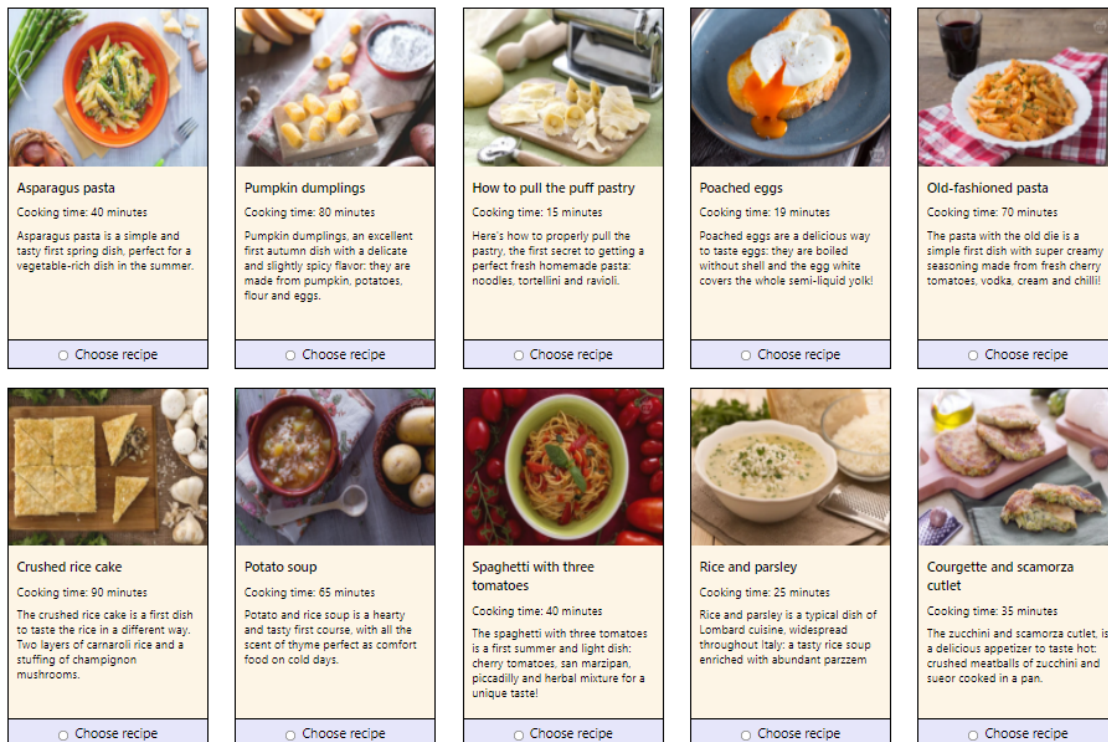 Asparagus pasta
Cooking time: 40 minutes
Asparagus pasta is a simple and
tasty first spring dish, perfect for a
vegetable-rich dish in the summer.
Choose recipe
Pumpkin dumplings
Cooking time: 80 minutes
Pumpkin dumplings, an excellent
first autumn dish with a delicate
and slightly spicy flavor: they are
made from pumpkin, potatoes,
flour and eggs.
Choose recipe
How to pull the puff pastry
Cooking time: 15 minutes
Here's how to properly pull the
pastry, the first secret to getting a
perfect fresh homemade pasta:
noodles, tortellini and ravioli.
Choose recipe
Poached eggs
Cooking time: 19 minutes
Poached eggs are a delicious way
to taste eggs: they are boiled
without shell and the egg white
covers the whole semi-liquid yolk!
Choose recipe
Old-fashioned pasta
Cooking time: 70 minutes
The pasta with the old die is a
simple first dish with super creamy
seasoning made from fresh cherry
tomatoes, vodka, cream and chilli!
Choose recipe
Crushed rice cake
Cooking time: 90 minutes
The crushed rice cake is a first dish
to taste the rice in a different way.
Two layers of carnaroli rice and a
stuffing of champignon
mushrooms.
Choose recipe
Potato soup
Cooking time: 65 minutes
Potato and rice soup is a hearty
and tasty first course, with all the
scent of thyme perfect as comfort
food on cold days.
Choose recipe
Spaghetti with three
tomatoes
Cooking time: 40 minutes
The spaghetti with three tomatoes
is a first summer and light dish:
cherry tomatoes, san marzipan,
piccadilly and herbal mixture for a
unique taste!
Choose recipe
Rice and parsley
Cooking time: 25 minutes
Rice and parsley is a typical dish of
Lombard cuisine, widespread
throughout Italy: a tasty rice soup
enriched with abundant parzzem
Choose recipe
Courgette and scamorza
cutlet
Cooking time: 35 minutes
The zucchini and scamorza cutlet, is
a delicious appetizer to taste hot:
crushed meatballs of zucchini and
sueor cooked in a pan.
Choose recipe